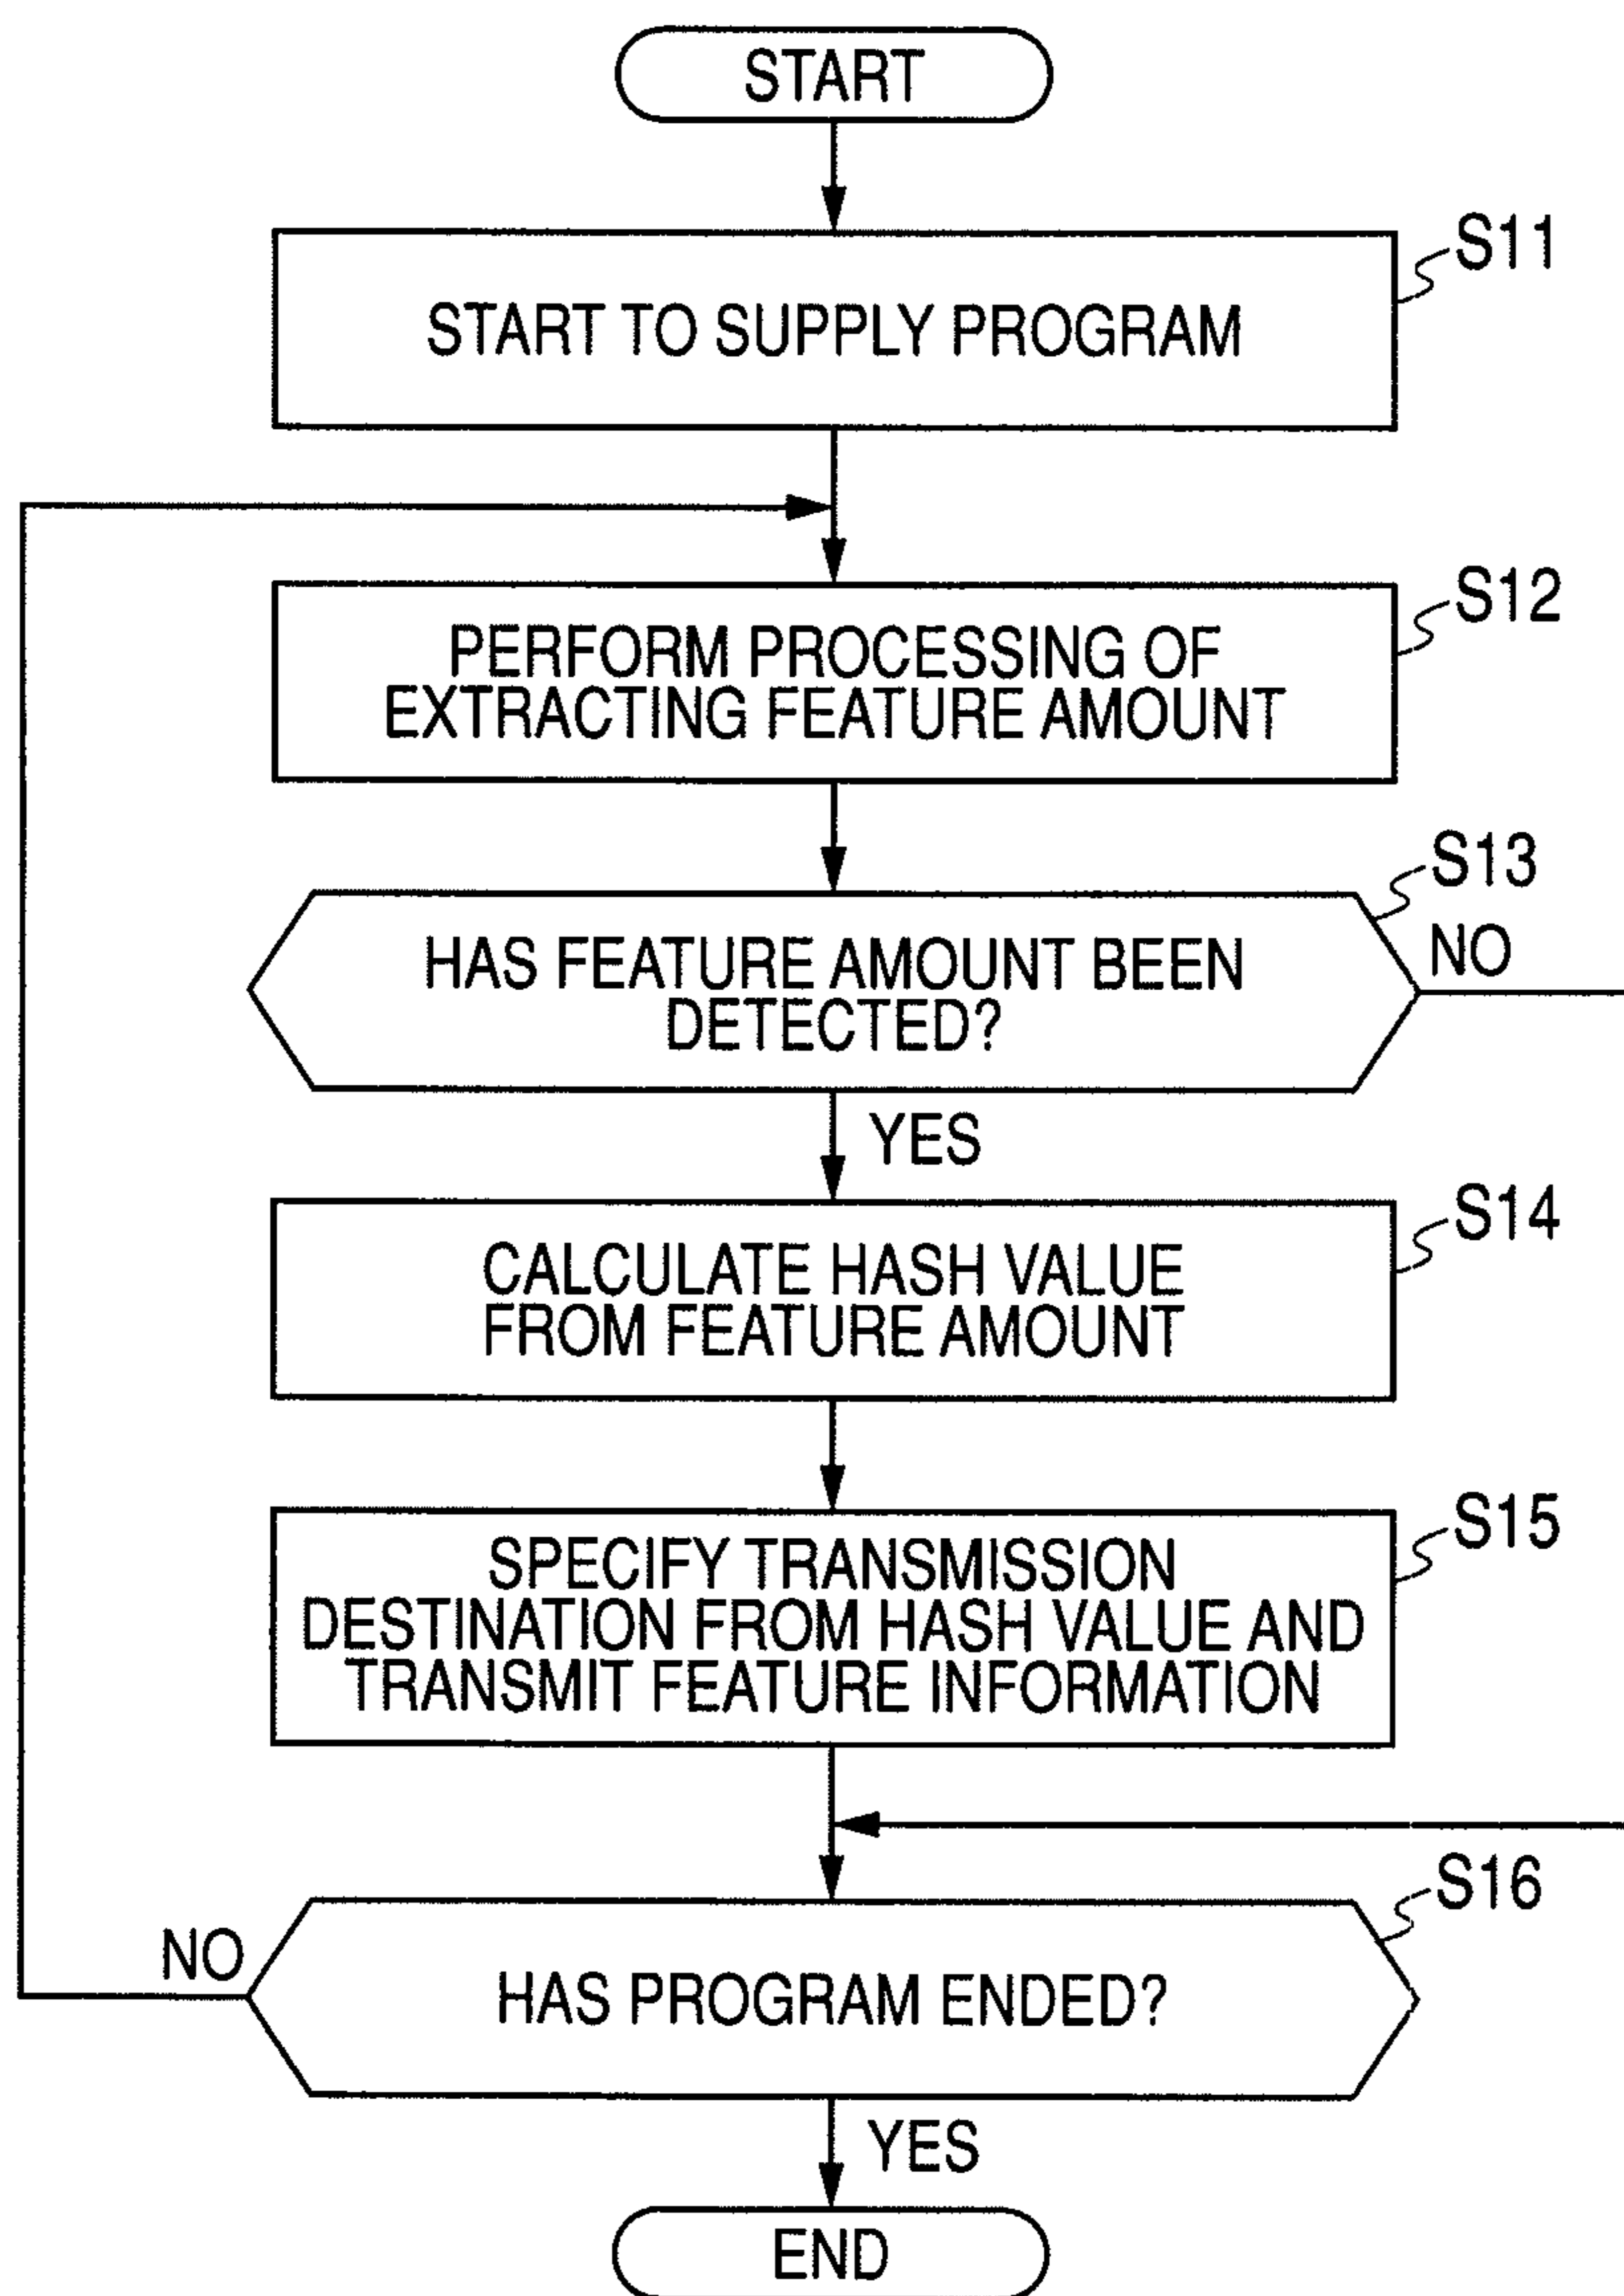 START
S11
START TO SUPPLY PROGRAM
S12
PERFORM PROCESSING OF
EXTRACTING FEATURE AMOUNT
S13
HAS FEATURE AMOUNT BEEN
DETECTED?
NO
YES
S14
CALCULATE HASH VALUE
FROM FEATURE AMOUNT
S15
SPECIFY TRANSMISSION
DESTINATION FROM HASH VALUE AND
TRANSMIT FEATURE INFORMATION
S16
NO
HAS PROGRAM ENDED?
YES
END